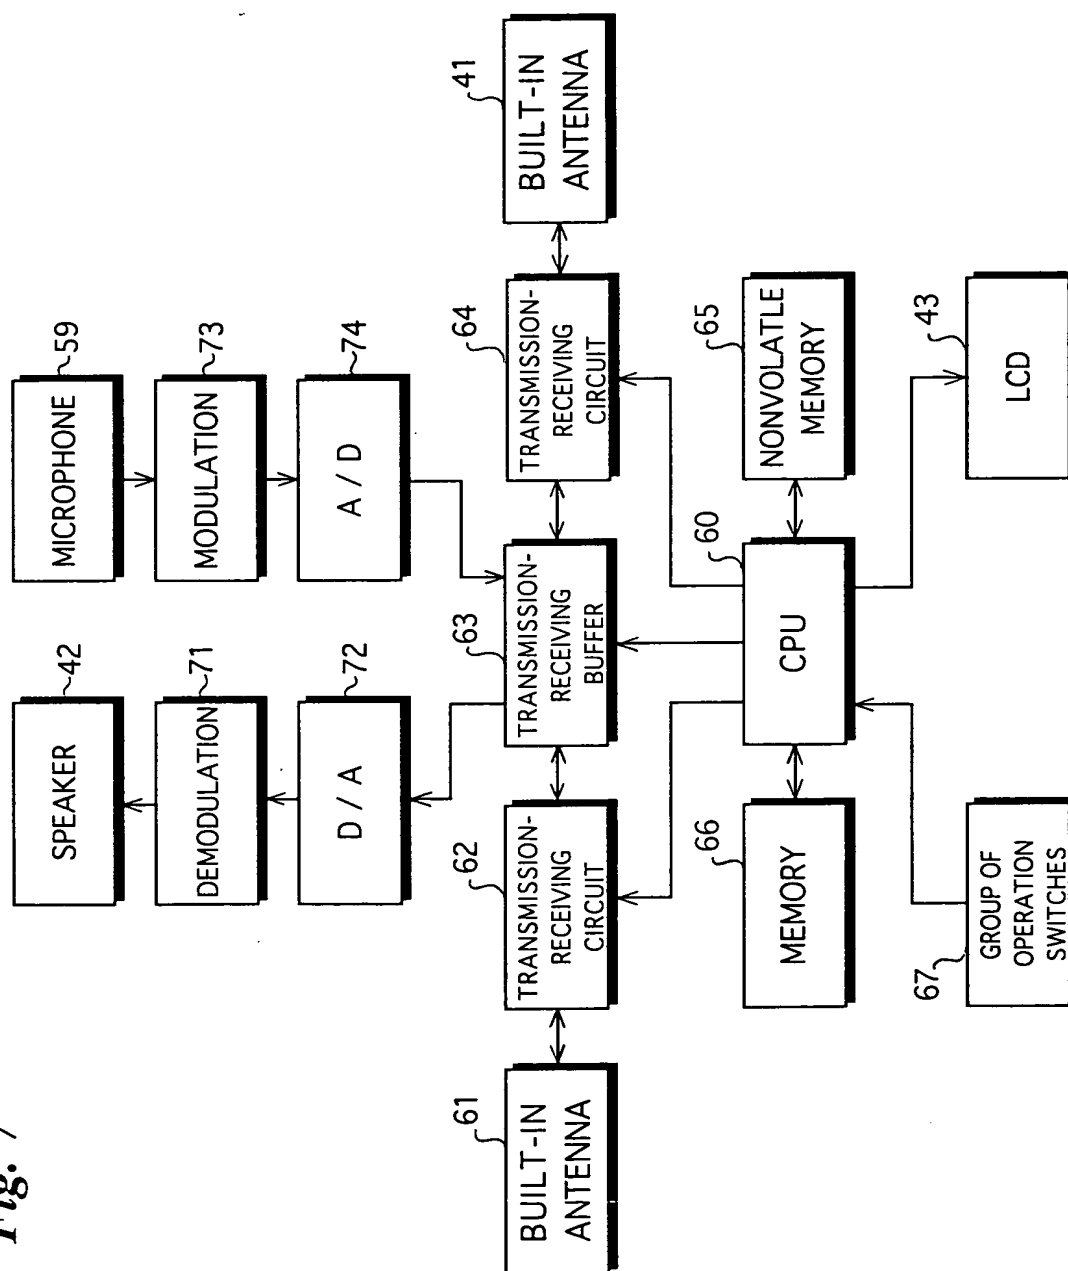 Fig. 7
SPEAKER
42
DEMODULATION
71
D / A
72
MICROPHONE
59
MODULATION
73
A / D
74
BUILT-IN
ANTENNA
61
TRANSMISSION-
RECEIVING
CIRCUIT
62
TRANSMISSION-
RECEIVING
BUFFER
63
TRANSMISSION-
RECEIVING
CIRCUIT
64
BUILT-IN
ANTENNA
41
MEMORY
66
CPU
60
NONVOLATLE
MEMORY
65
GROUP OF
OPERATION
SWITCHES
67
LCD
43